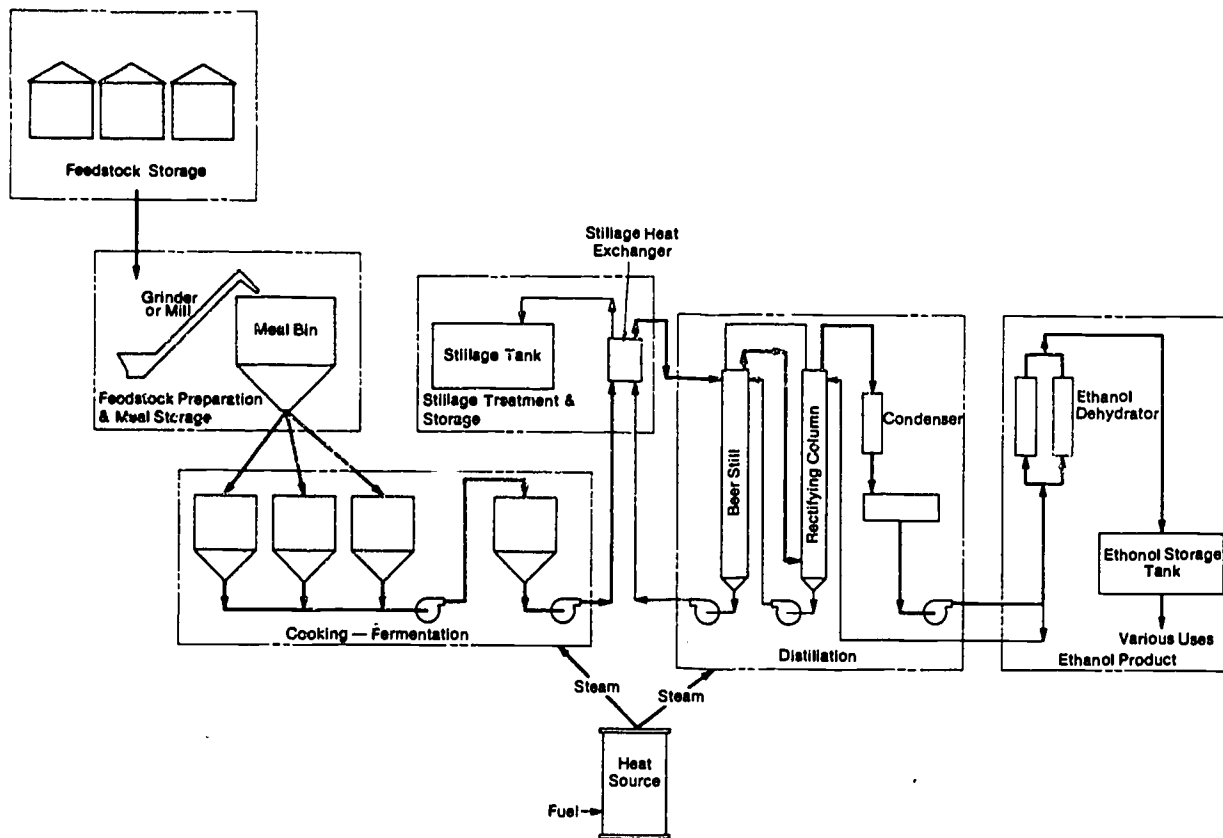 Feedstock Storage
Grinder
or Mill
Meal Bin
Feedstock Preparation
& Meal Storage
Stillage Heat
Exchanger
Stillage Tank
Stillage Treatment &
Storage
Cooking — Fermentation
Beer Still
Rectifying Column
Condenser
Distillation
Ethanol
Dehydrator
Ethonol Storage
Tank
Various Uses
Ethanol Product
Steam
Steam
Heat
Source
Fuel